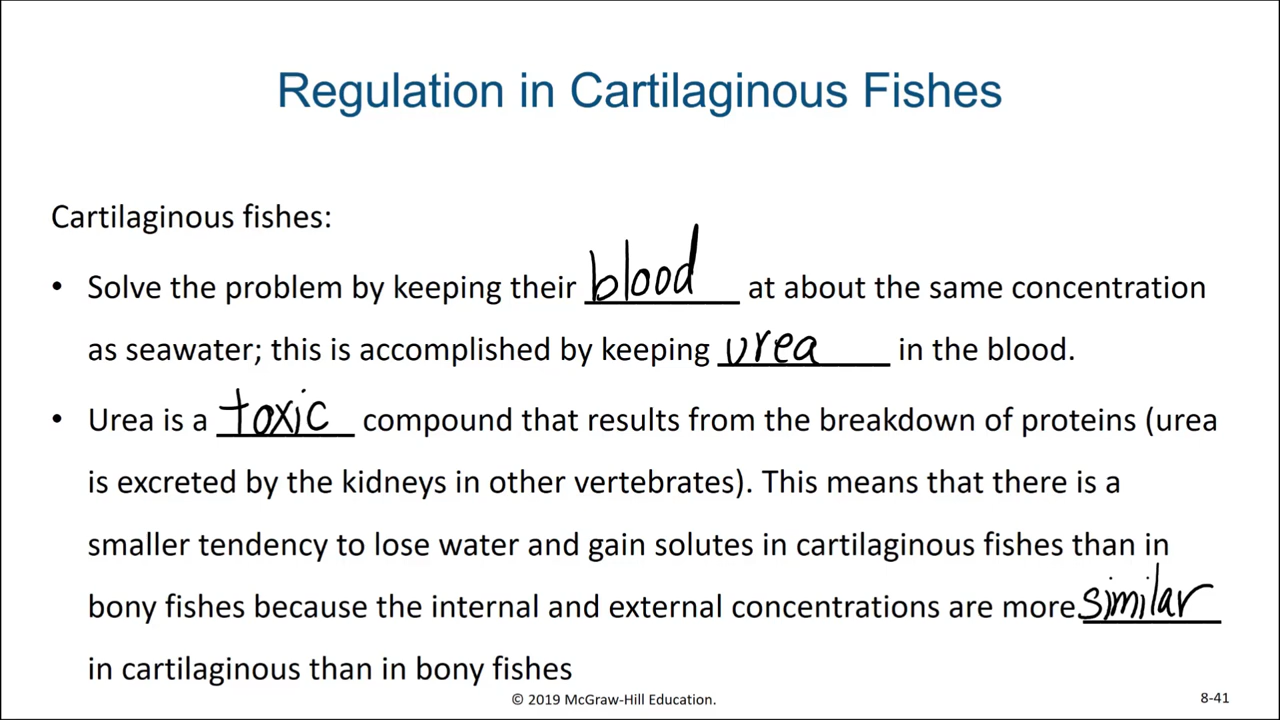 Regulation in Cartilaginous Fishes
Cartilaginous fishes:
• Solve the problem by keeping their blood at about the same concentration
as seawater; this is accomplished by keeping urea in the blood.
• Urea is a toxic compound that results from the breakdown of proteins (urea
is excreted by the kidneys in other vertebrates). This means that there is a
smaller tendency to lose water and gain solutes in cartilaginous fishes than in
bony fishes because the internal and external concentrations are more similar
in cartilaginous than in bony fishes
© 2019 McGraw-Hill Education.
8-41